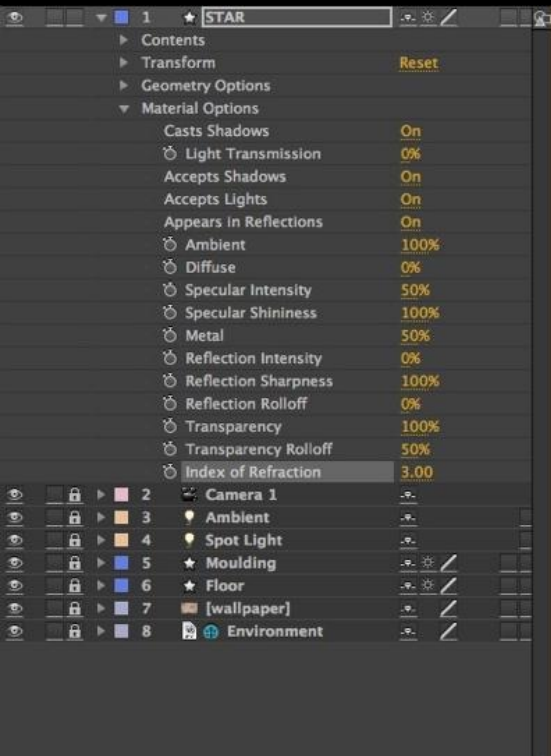 1 STAR
Contents
Transform Reset
Geometry Options
Material Options
Casts Shadows On
Light Transmission 0%
Accepts Shadows On
Accepts Lights On
Appears in Reflections On
Ambient 100%
Diffuse 0%
Specular Intensity 50%
Specular Shininess 100%
Metal 50%
Reflection Intensity 0%
Reflection Sharpness 100%
Reflection Rolloff 0%
Transparency 100%
Transparency Rolloff 50%
Index of Refraction 3.00
2 Camera 1
3 Ambient
4 Spot Light
5 Moulding
6 Floor
7 [wallpaper]
8 Environment